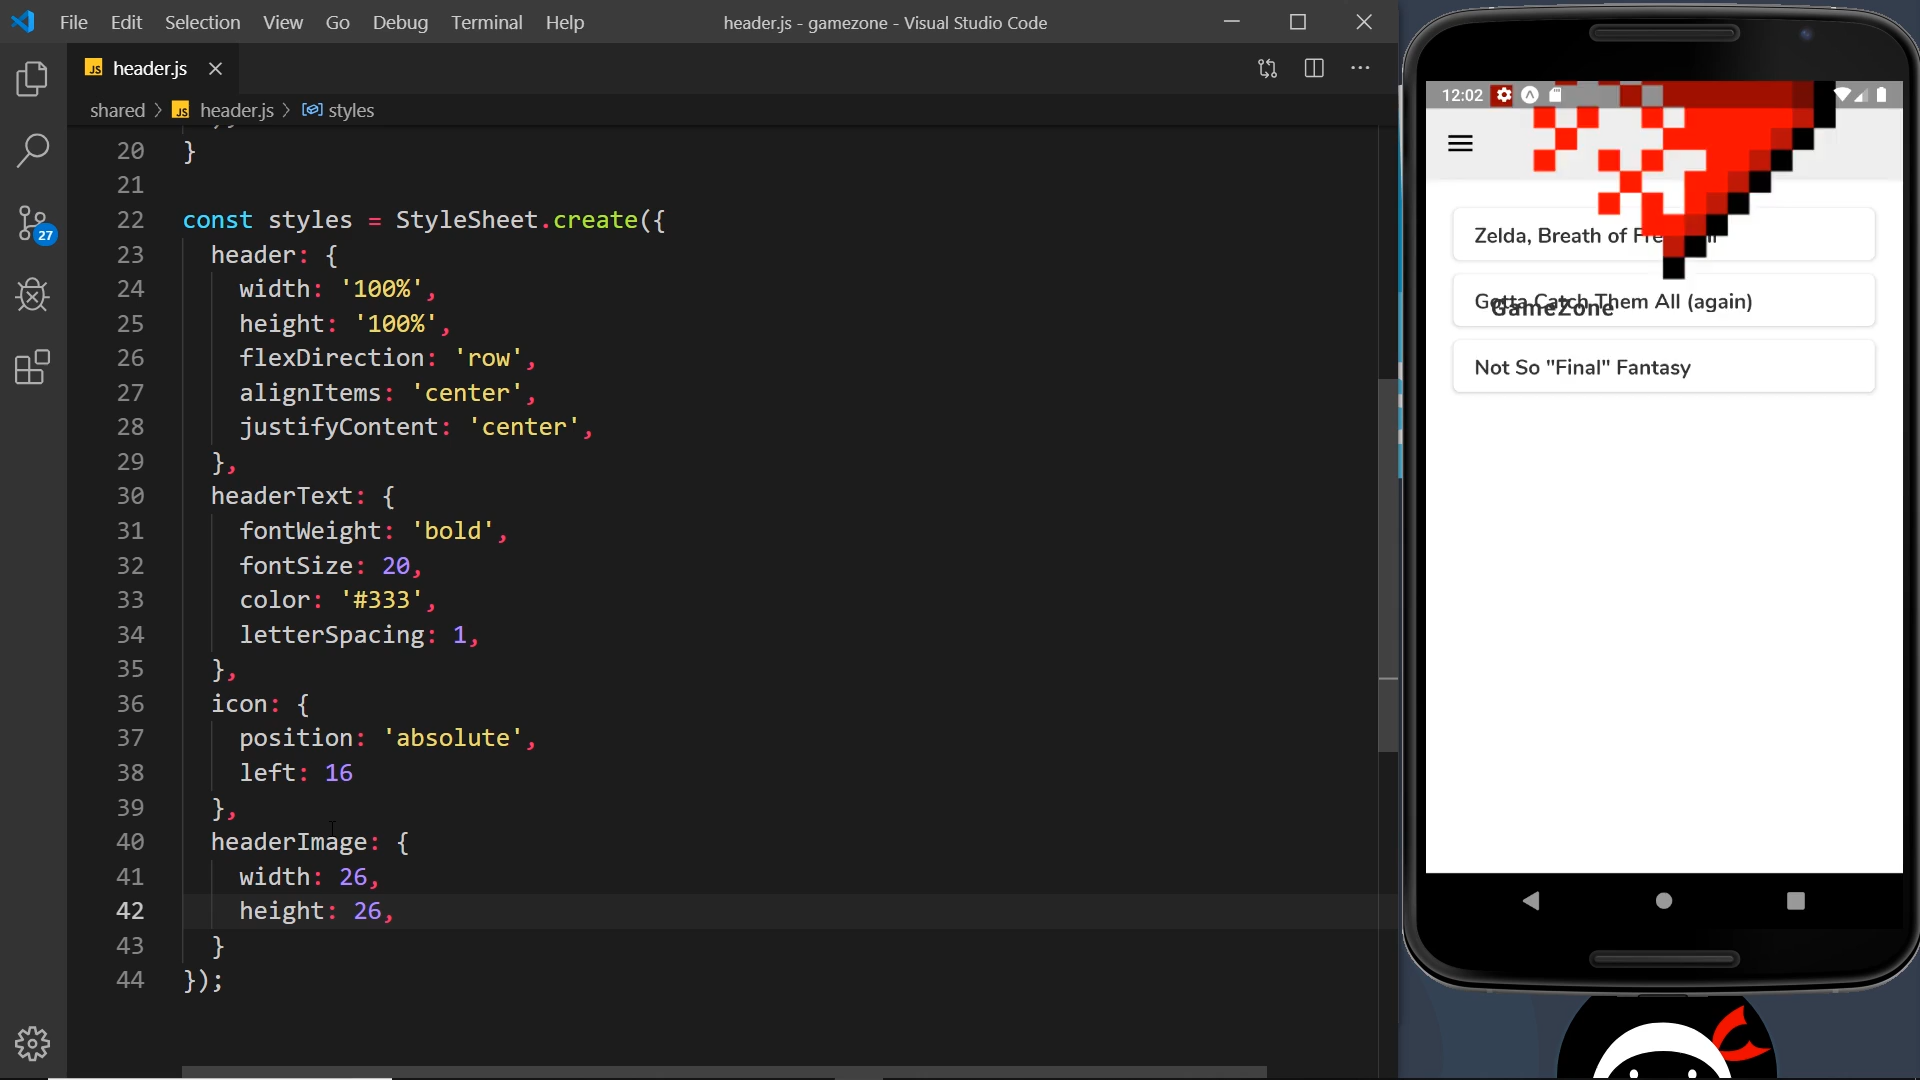 File Edit Selection View Go Debug Terminal Help
header.js - gamezone - Visual Studio Code
JS header.js
shared > JS header.js > styles
27
20 }
21
22 const styles = StyleSheet.create({
23 header: {
24 width: '100%',
25 height: '100%',
26 flexDirection: 'row',
27 alignItems: 'center',
28 justifyContent: 'center',
29 },
30 headerText: {
31 fontWeight: 'bold',
32 fontSize: 20,
33 color: '#333',
34 letterSpacing: 1,
35 },
36 icon: {
37 position: 'absolute',
38 left: 16
39 },
40 headerImage: {
41 width: 26,
42 height: 26,
43 }
44 });
12:02
Zelda, Breath of
Gotta Catch Them All (again)
GameZone
Not So "Final" Fantasy